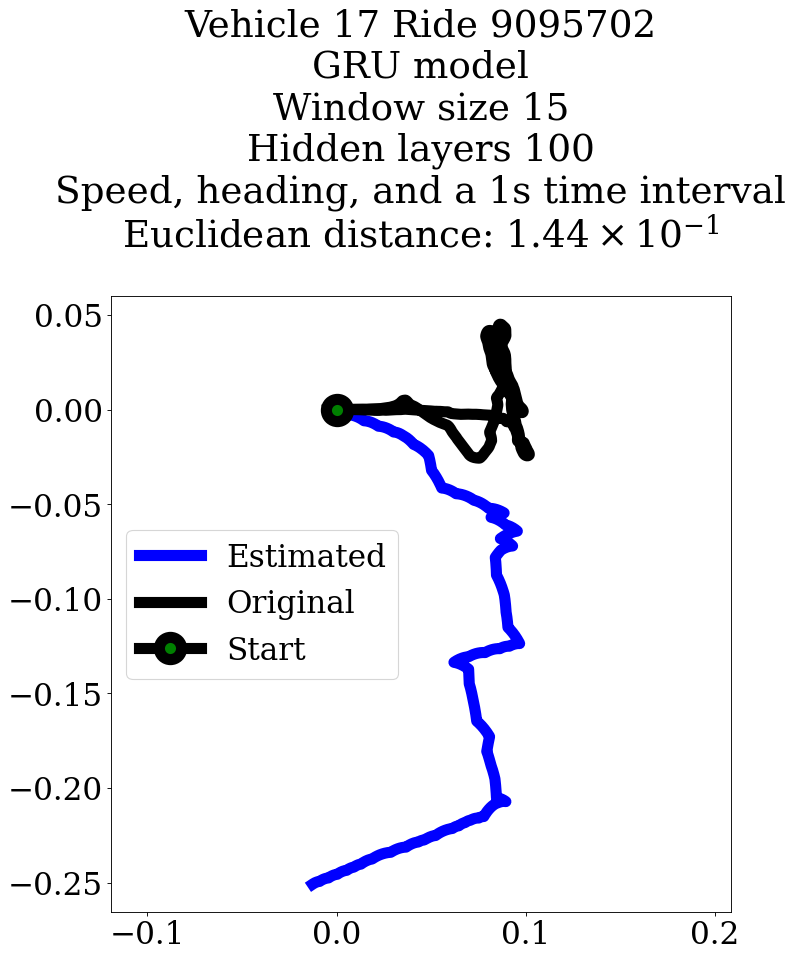 Vehicle 17 Ride 9095702
GRU model
Window size 15
Hidden layers 100
Speed, heading, and a 1s time interval
Euclidean distance: 1.44 × 10⁻¹
0.05
0.00
−0.05
−0.10
−0.15
−0.20
−0.25
Estimated
Original
Start
−0.1
0.0
0.1
0.2